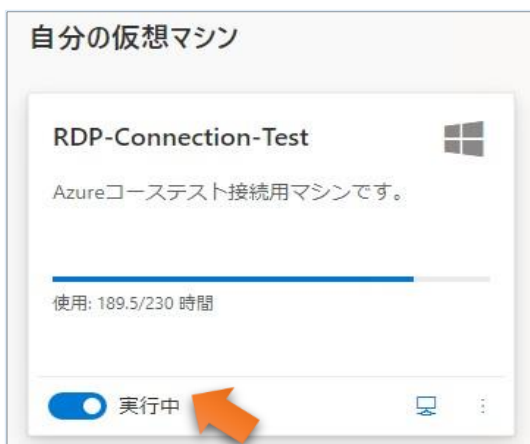 自分の仮想マシン
RDP-Connection-Test
Azureコーステスト接続用マシンです。
使用: 189.5/230 時間
実行中